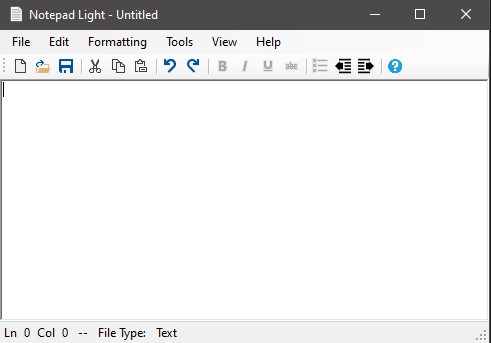 Notepad Light - Untitled
File Edit Formatting Tools View Help
B I U abc
Ln 0 Col 0 -- File Type: Text